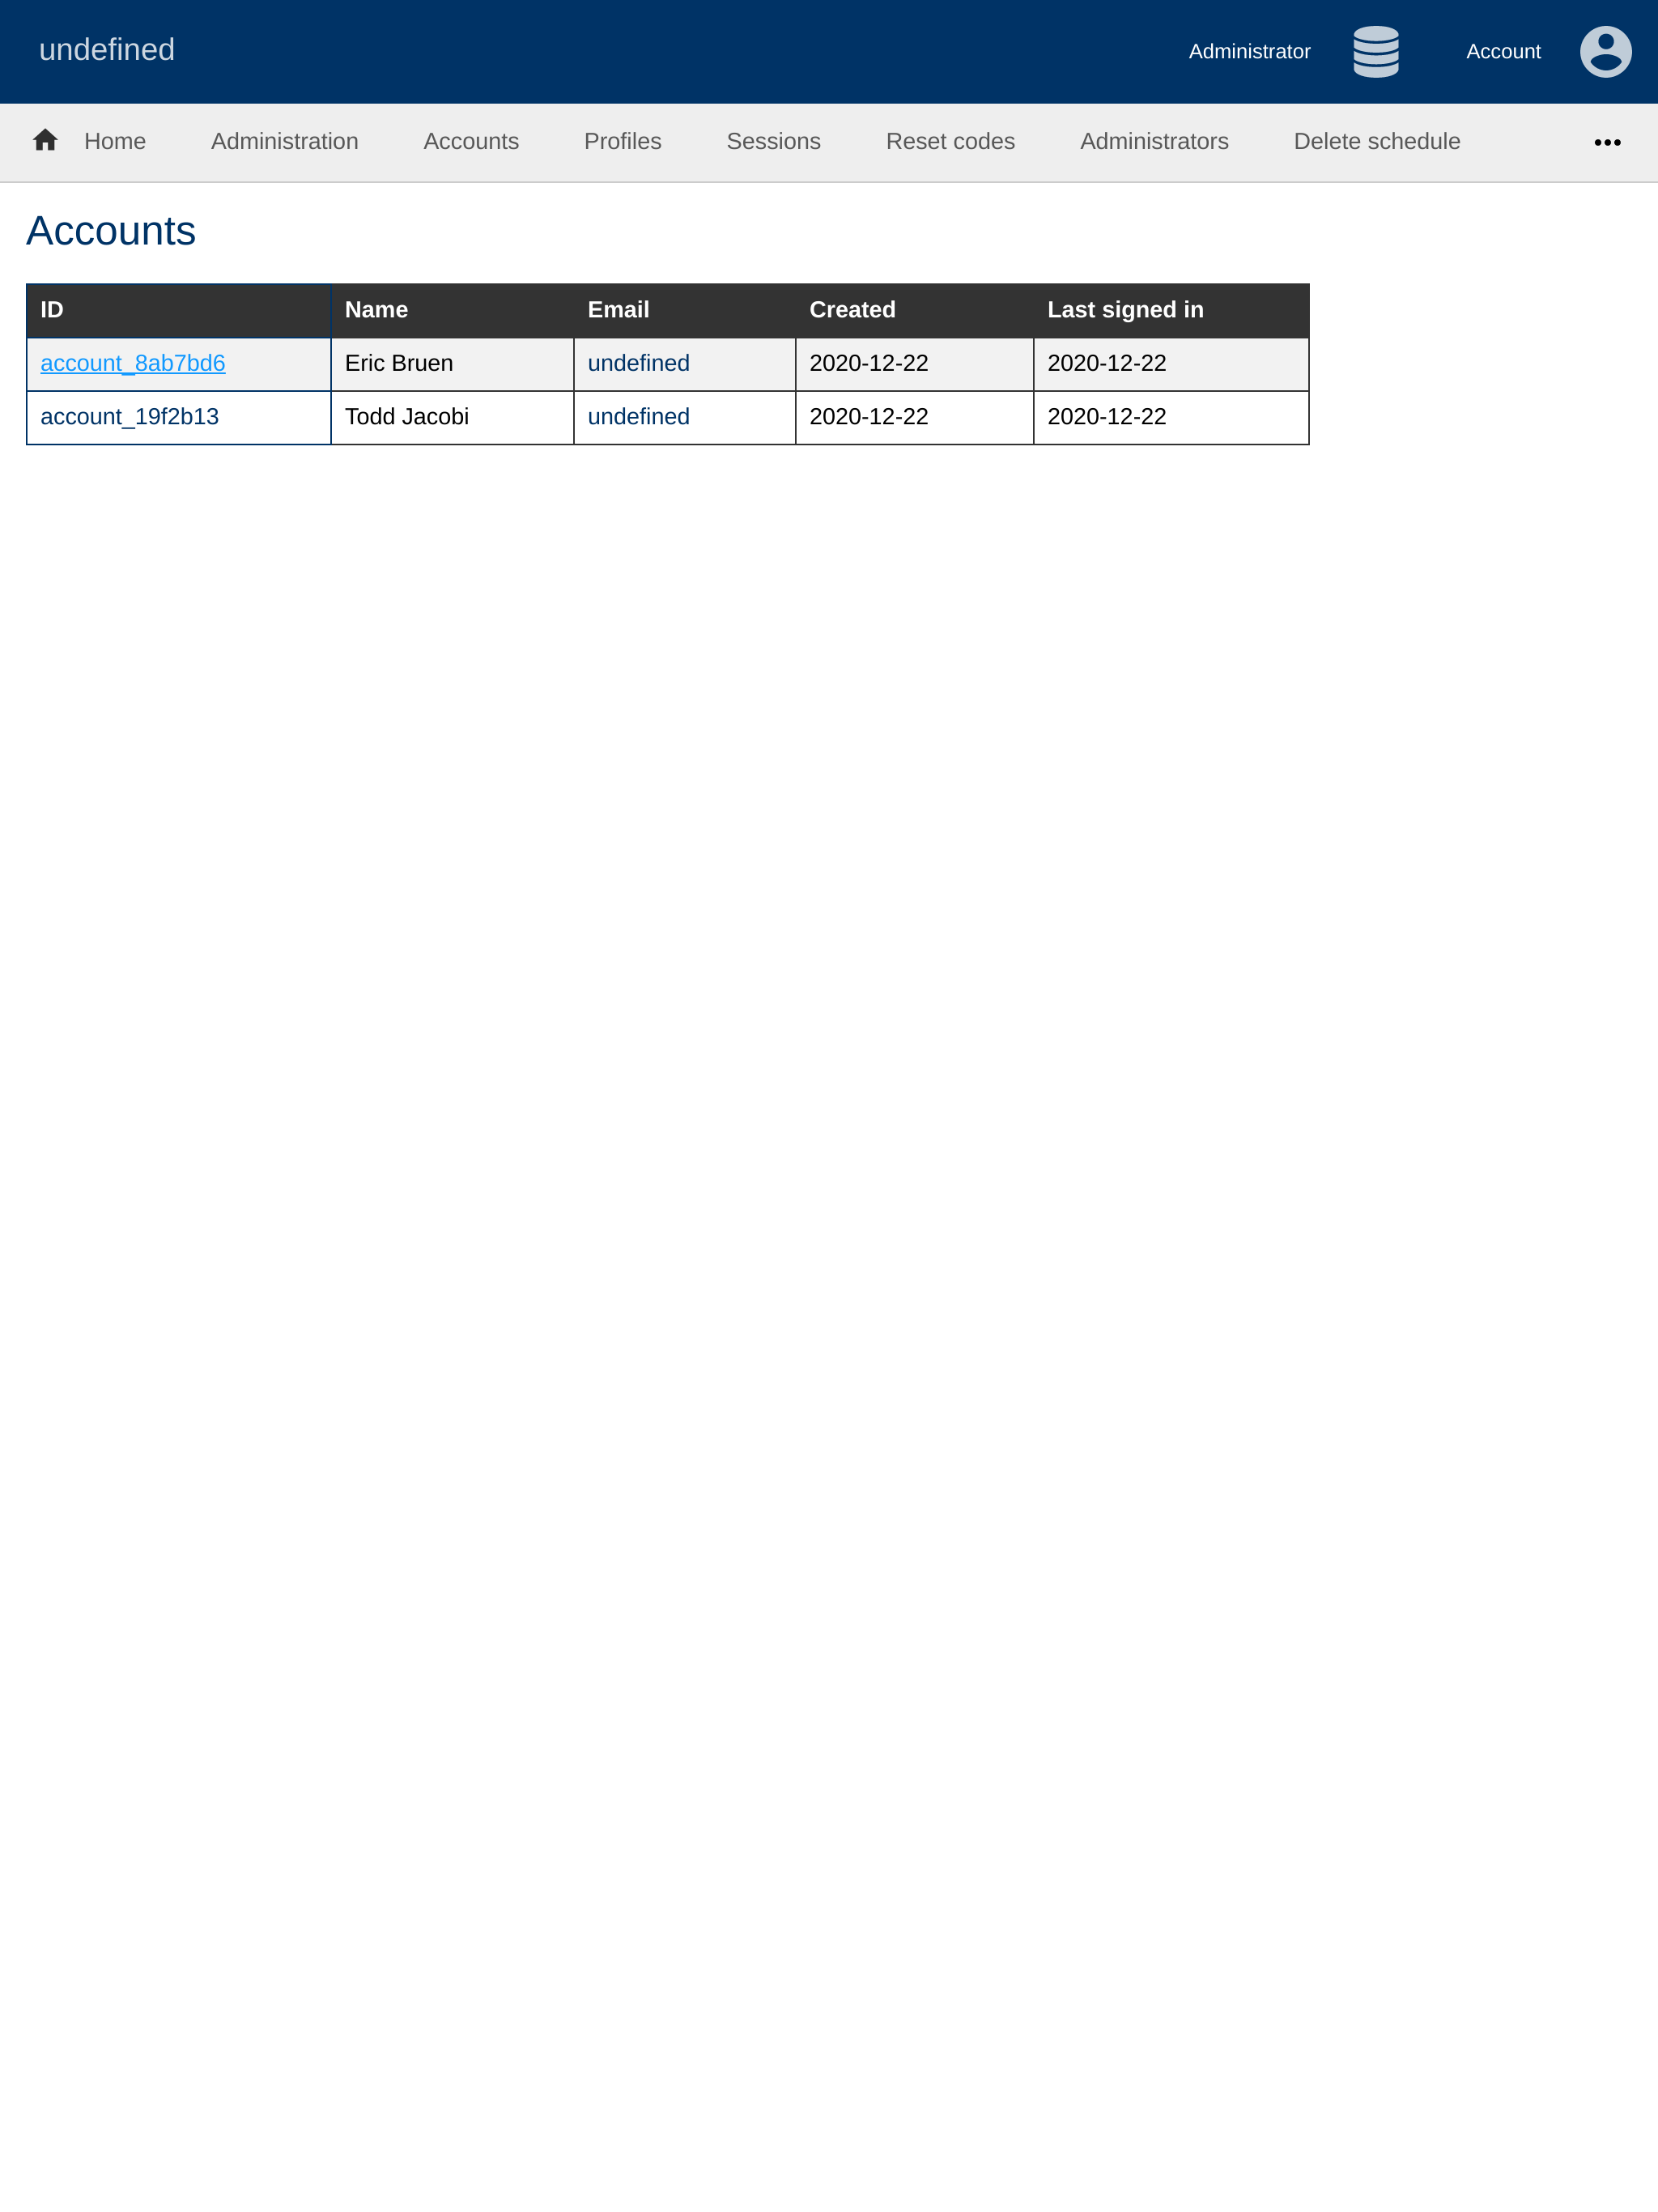 undefined Administrator Account
Home Administration Accounts Profiles Sessions Reset codes Administrators Delete schedule •••
Accounts
ID Name Email Created Last signed in
account_8ab7bd6 Eric Bruen undefined 2020-12-22 2020-12-22
account_19f2b13 Todd Jacobi undefined 2020-12-22 2020-12-22